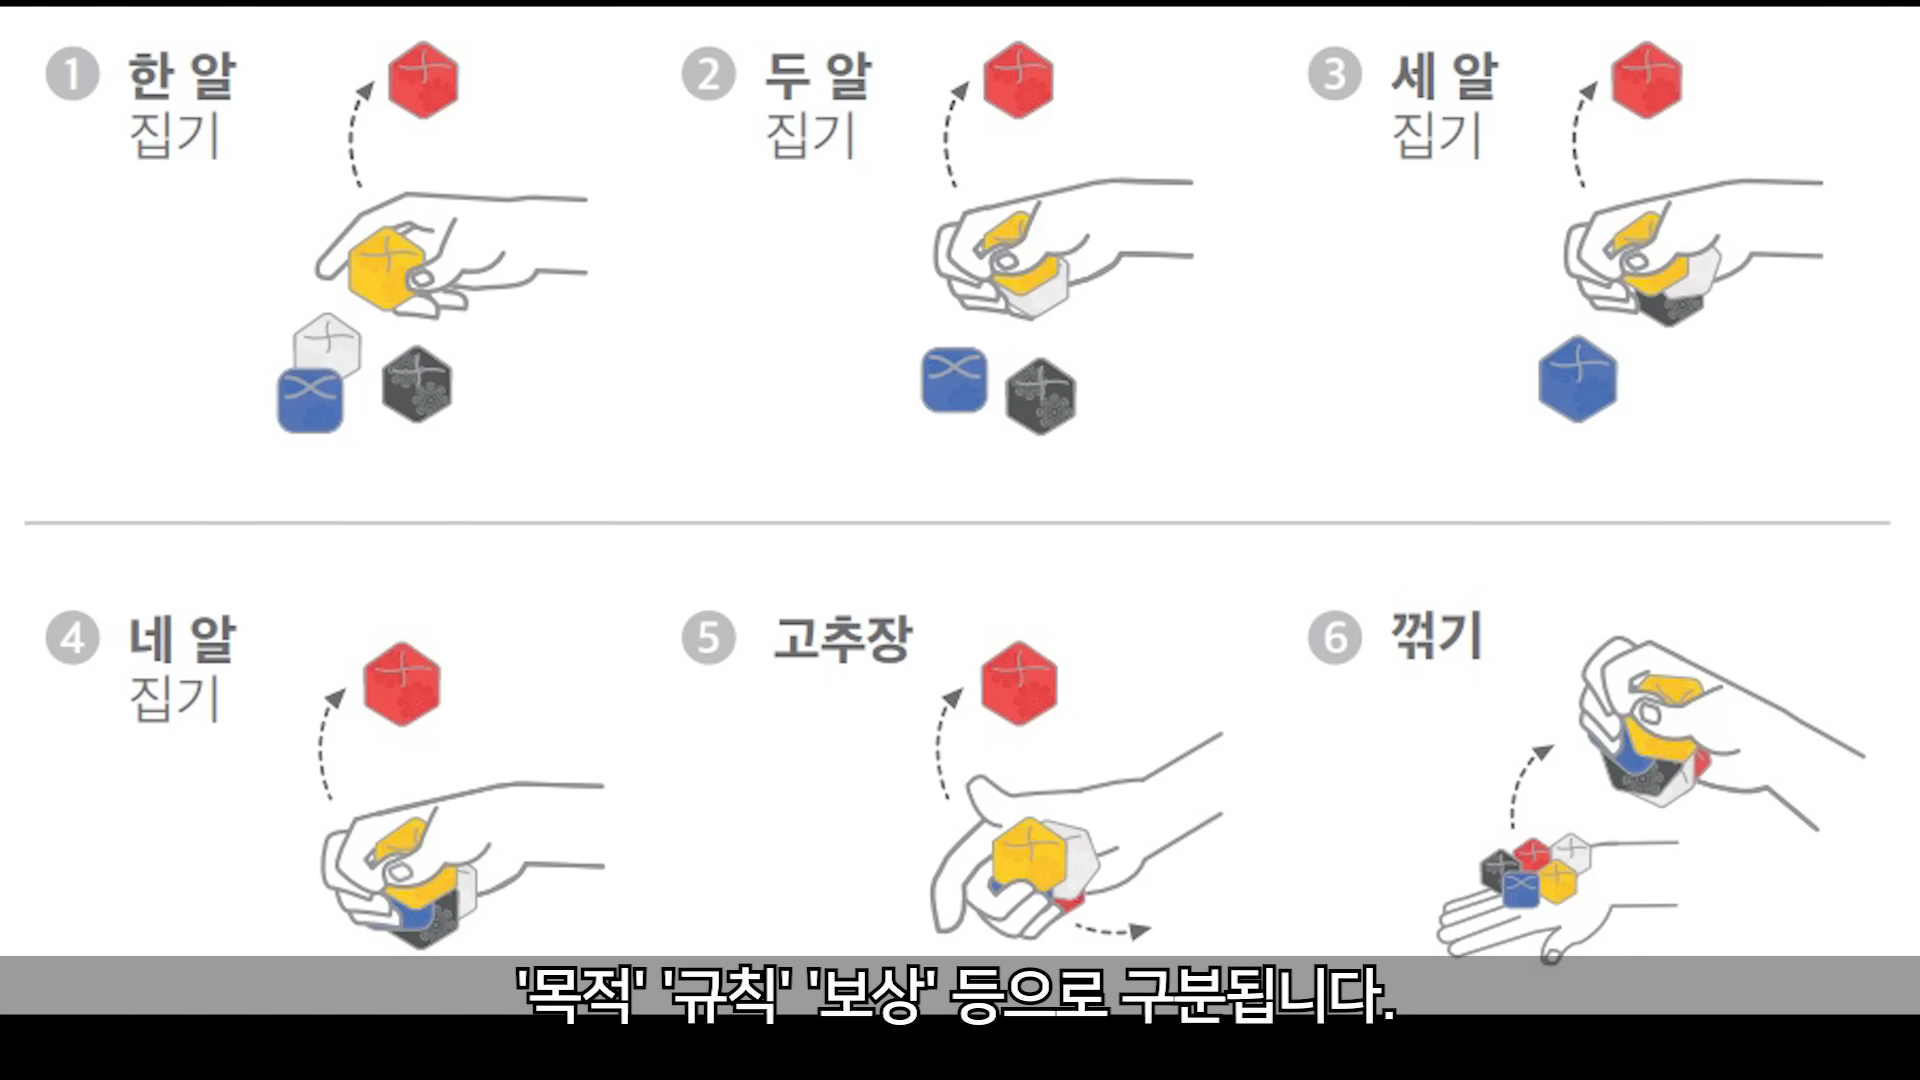 1 한 알
집기
2 두 알
집기
3 세 알
집기
4 네 알
집기
5 고추장
6 꺾기
'목적' '규칙' '보상' 등으로 구분됩니다.